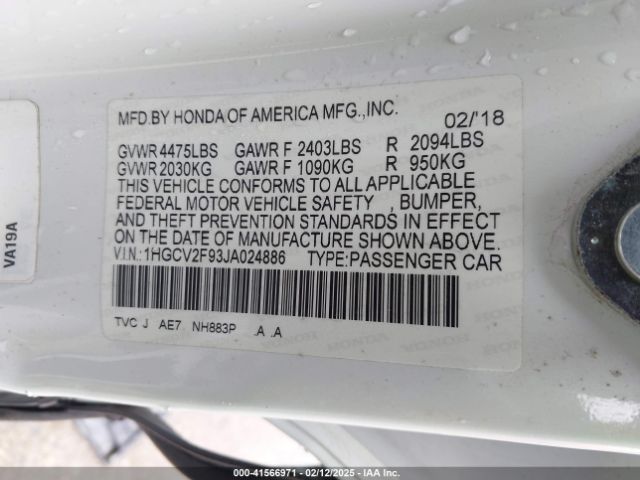 MFD.BY HONDA OF AMERICA MFG.,INC.
02/'18
GVWR 4475LBS GAWR F 2403LBS R 2094LBS
GVWR 2030KG GAWR F 1090KG R 950KG
THIS VEHICLE CONFORMS TO ALL APPLICABLE
FEDERAL MOTOR VEHICLE SAFETY , BUMPER,
AND THEFT PREVENTION STANDARDS IN EFFECT
ON THE DATE OF MANUFACTURE SHOWN ABOVE.
V.I.N.: 1HGCV2F93JA024886 TYPE:PASSENGER CAR
TVC J AE7 NH883P .A .A
VA19A
000-41566971 - 02/12/2025 - IAA Inc.